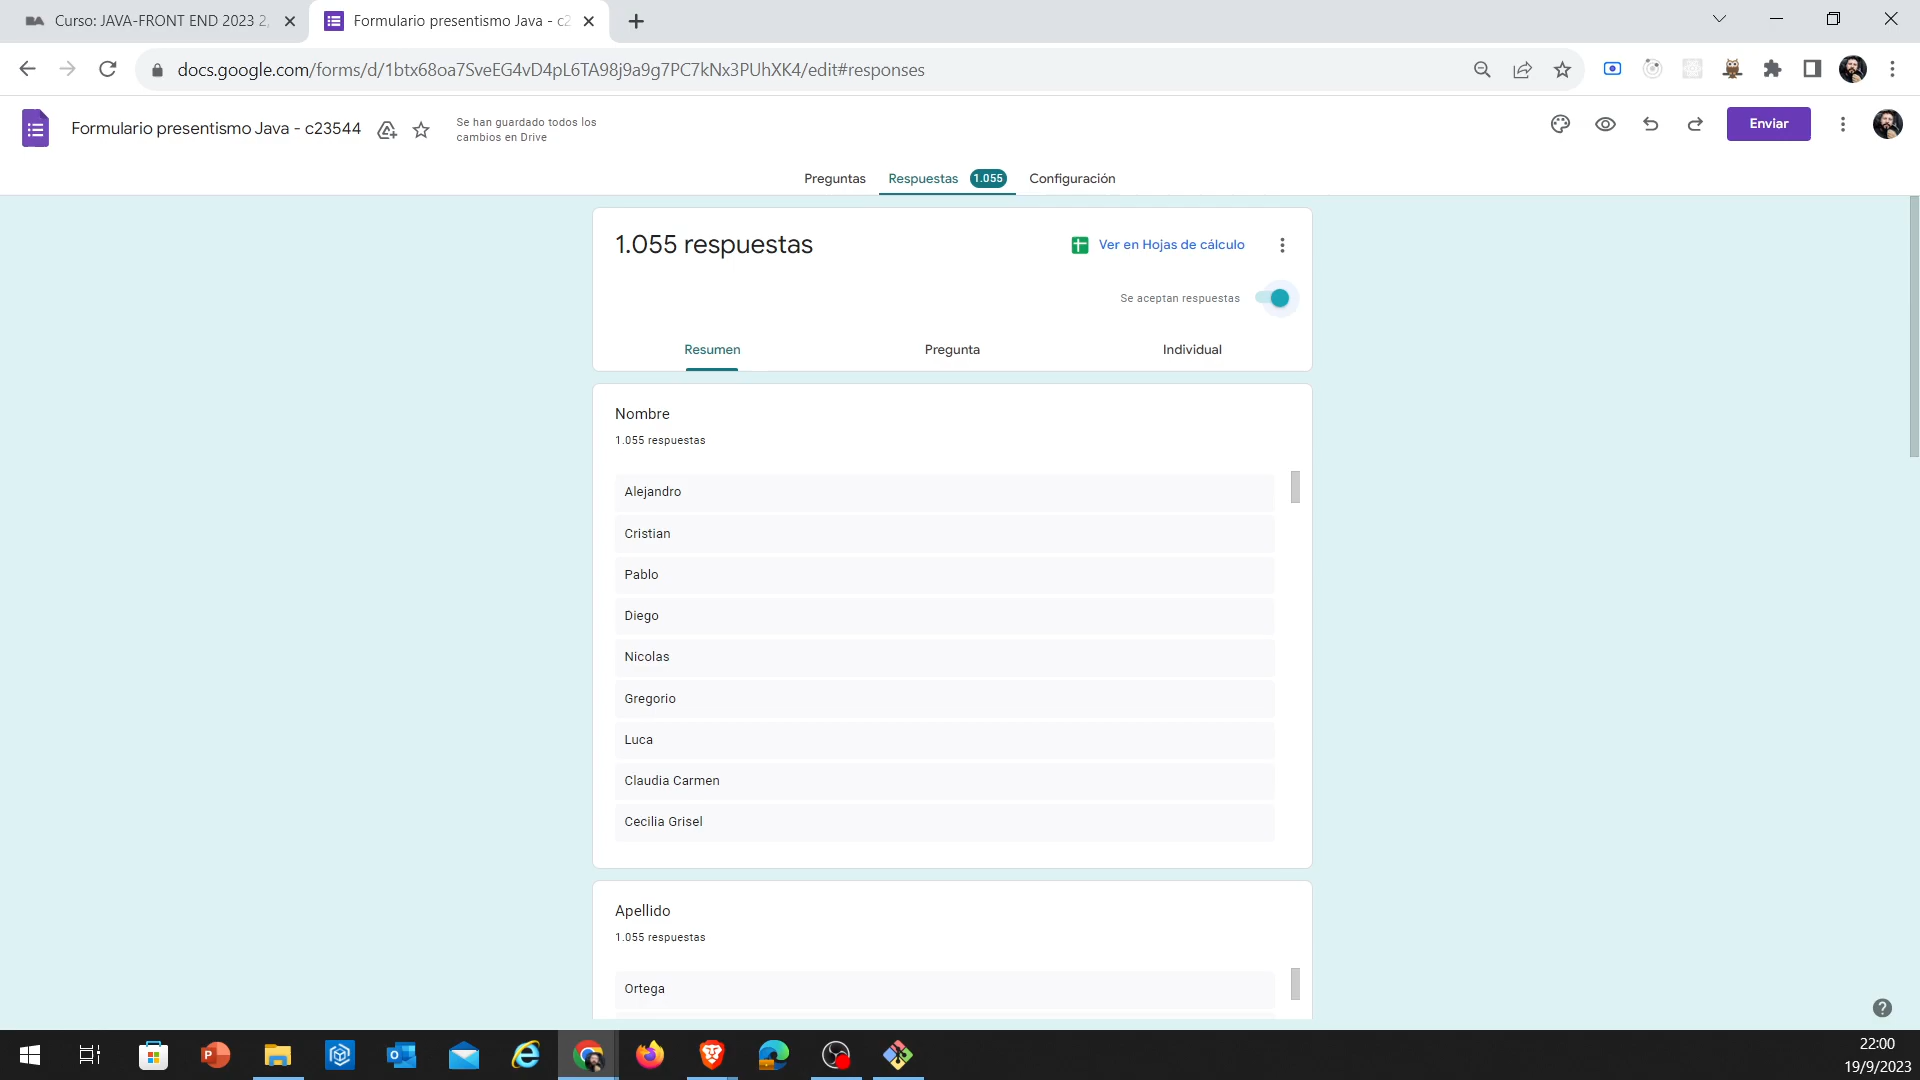 Curso: JAVA-FRONT END 2023 2,
Formulario presentismo Java - c2
docs.google.com/forms/d/1btx68oa7SveEG4vD4pL6TA98j9a9g7PC7kNx3PUhXK4/edit#responses
Formulario presentismo Java - c23544
Se han guardado todos los
cambios en Drive
Enviar
Preguntas
Respuestas 1.055
Configuración
1.055 respuestas
Ver en Hojas de cálculo
Se aceptan respuestas
Resumen
Pregunta
Individual
Nombre
1.055 respuestas
Alejandro
Cristian
Pablo
Diego
Nicolas
Gregorio
Luca
Claudia Carmen
Cecilia Grisel
Apellido
1.055 respuestas
Ortega
22:00
19/9/2023